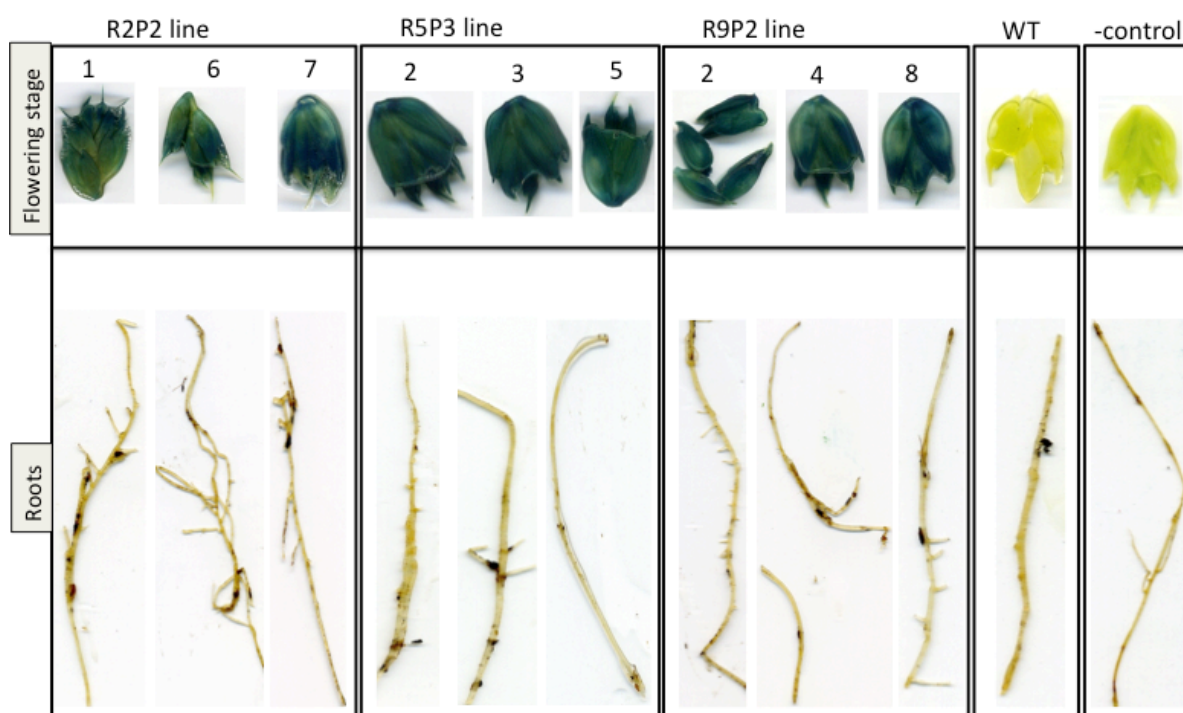 R2P2 line R5P3 line R9P2 line WT -control
1 6 7 2 3 5 2 4 8
Flowering stage
Roots